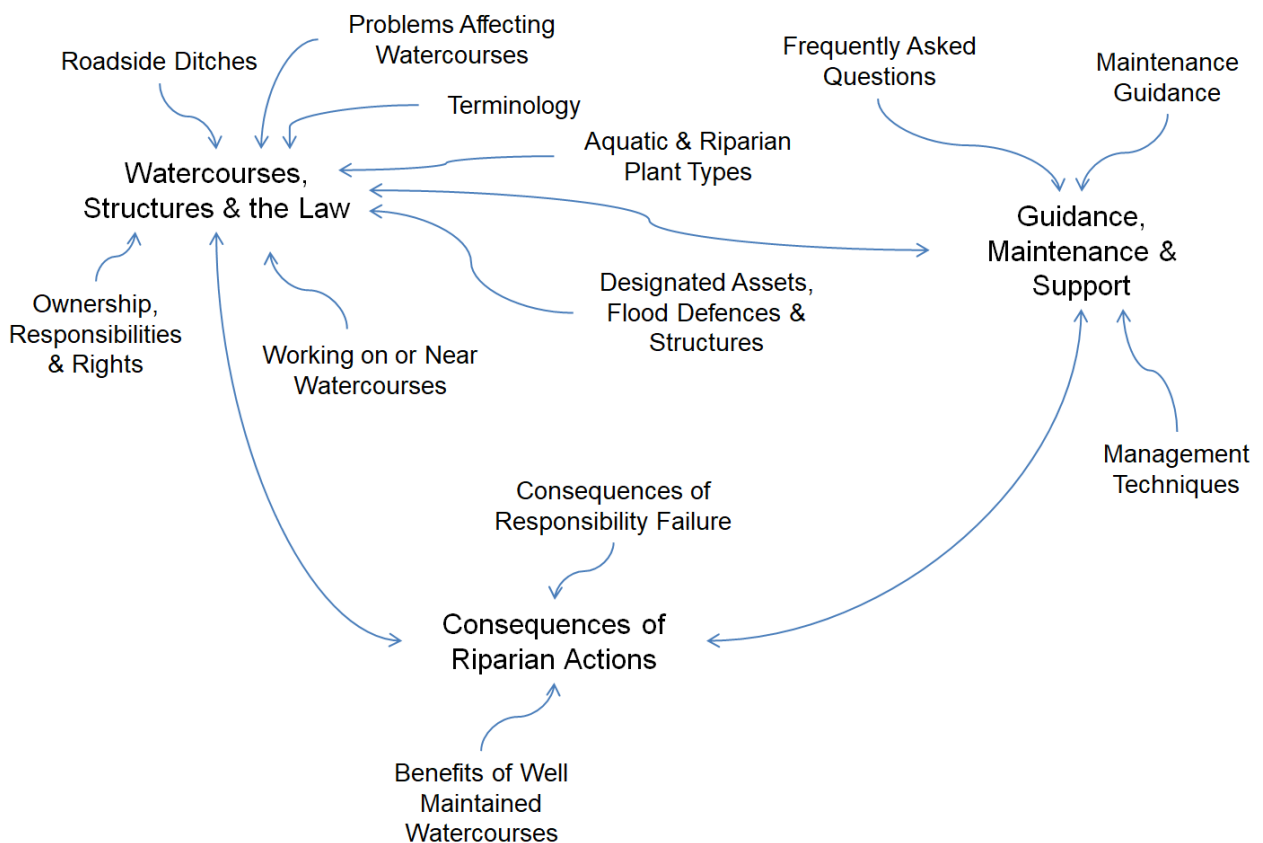 Problems Affecting
Watercourses
Roadside Ditches
Terminology
Aquatic & Riparian
Plant Types
Watercourses,
Structures & the Law
Ownership,
Responsibilities
& Rights
Working on or Near
Watercourses
Designated Assets,
Flood Defences &
Structures
Frequently Asked
Questions
Maintenance
Guidance
Guidance,
Maintenance &
Support
Management
Techniques
Consequences of
Responsibility Failure
Consequences of
Riparian Actions
Benefits of Well
Maintained
Watercourses